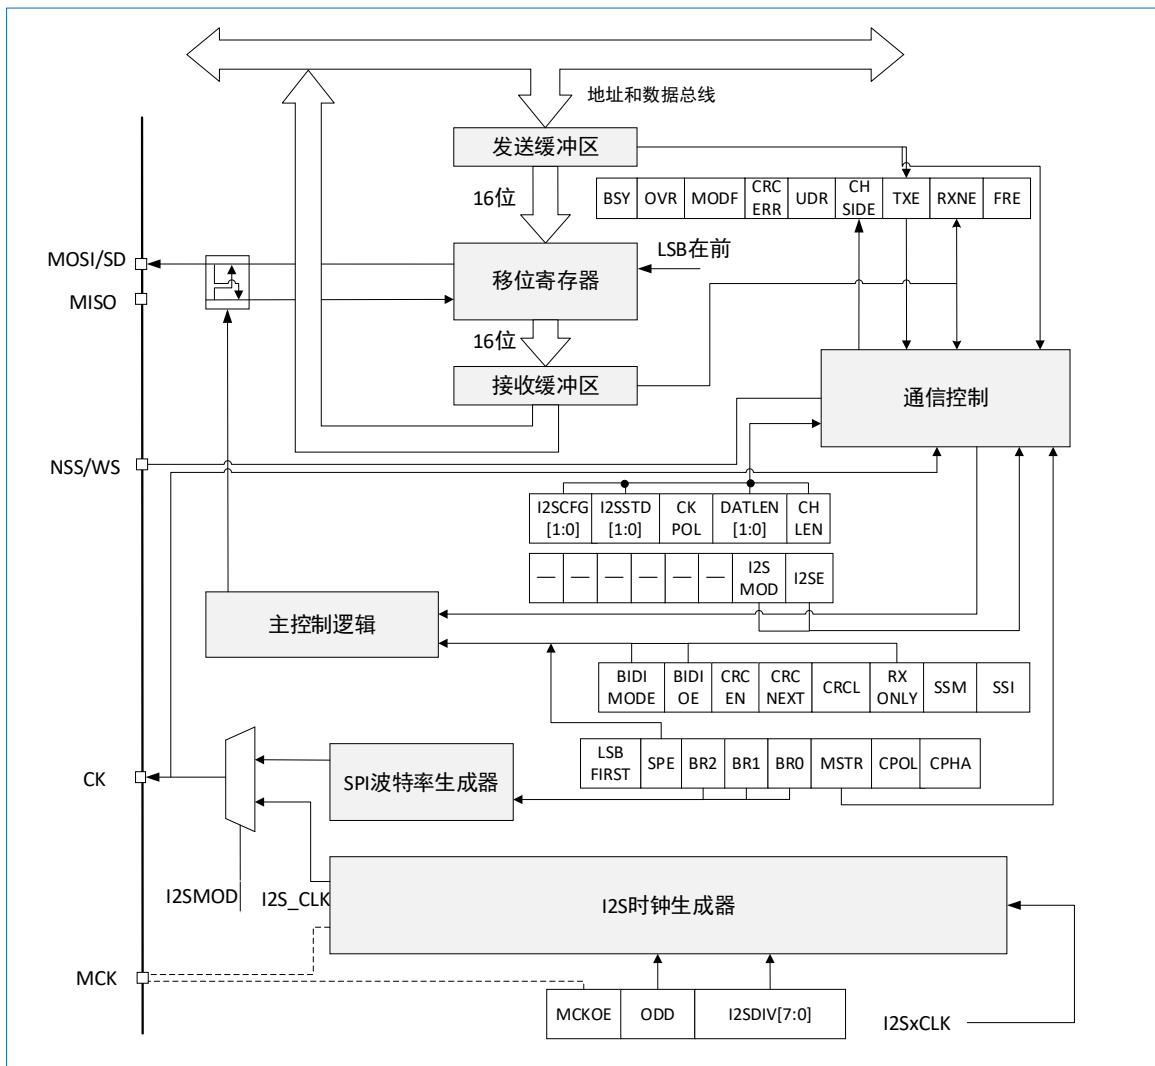 地址和数据总线
发送缓冲区
16位
BSY OVR MODF CRC ERR UDR CH SIDE TXE RXNE FRE
MOSI/SD
LSB在前
移位寄存器
MISO
16位
接收缓冲区
通信控制
NSS/WS
I2SCFG [1:0] I2SSTD [1:0] CK POL DATLEN [1:0] CH LEN
— — — — — — I2S MOD I2SE
主控制逻辑
BIDI MODE BIDI OE CRC EN CRC NEXT CRCL RX ONLY SSM SSI
LSB FIRST SPE BR2 BR1 BR0 MSTR CPOL CPHA
CK
SPI波特率生成器
I2SMOD
I2S_CLK
I2S时钟生成器
MCK
MCKOE ODD I2SDIV[7:0]
I2SxCLK